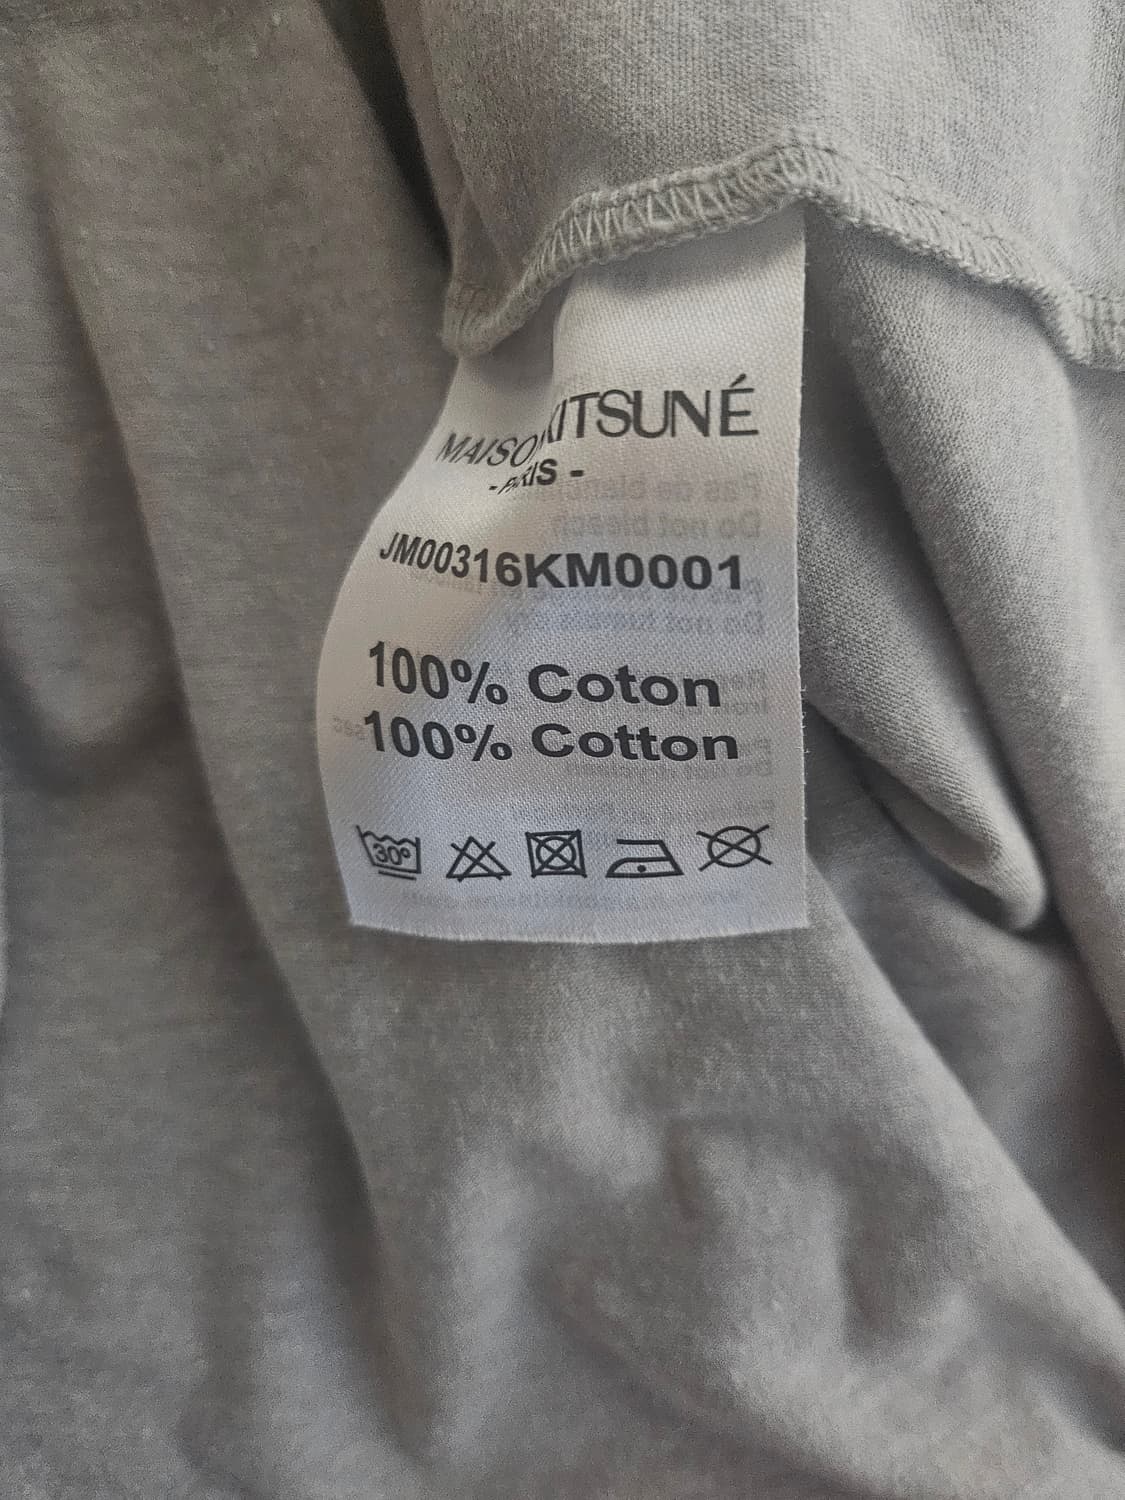 MAISON KITSUNÉ
- PARIS -
JM00316KM0001
100% Coton
100% Cotton
30°